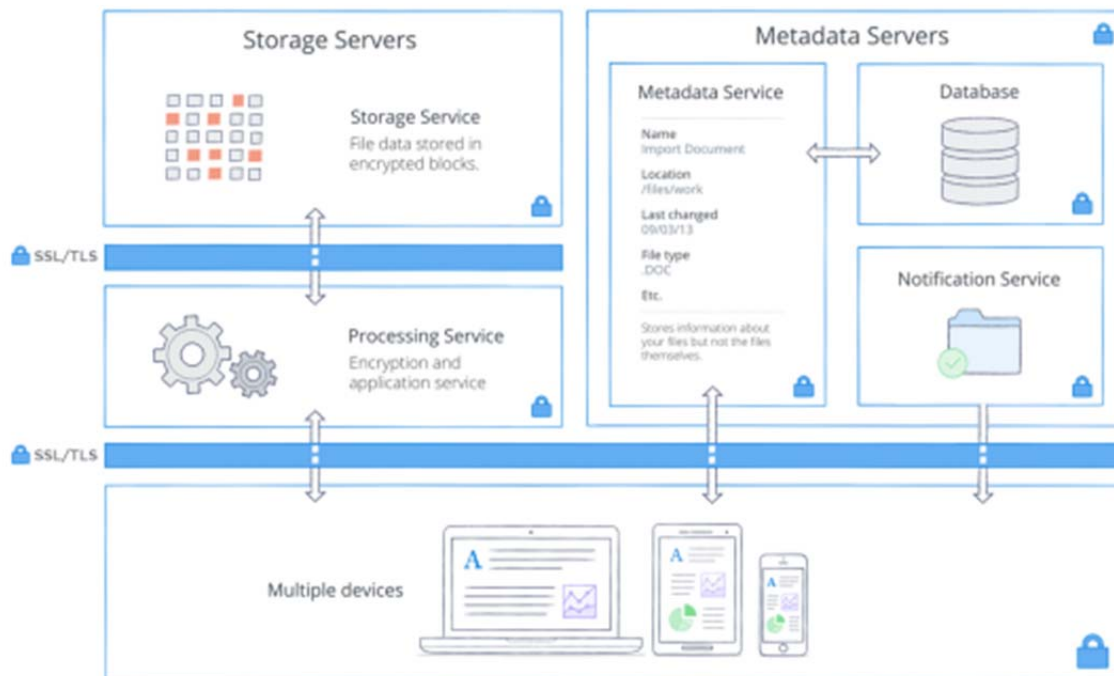 Storage Servers
Storage Service
File data stored in
encrypted blocks.
SSL/TLS
Processing Service
Encryption and
application service
SSL/TLS
Metadata Servers
Metadata Service
Name
Import Document
Location
/files/work
Last changed
09/03/13
File type
.DOC
Etc.
Stores information about
your files but not the files
themselves.
Database
Notification Service
Multiple devices
A
A
A